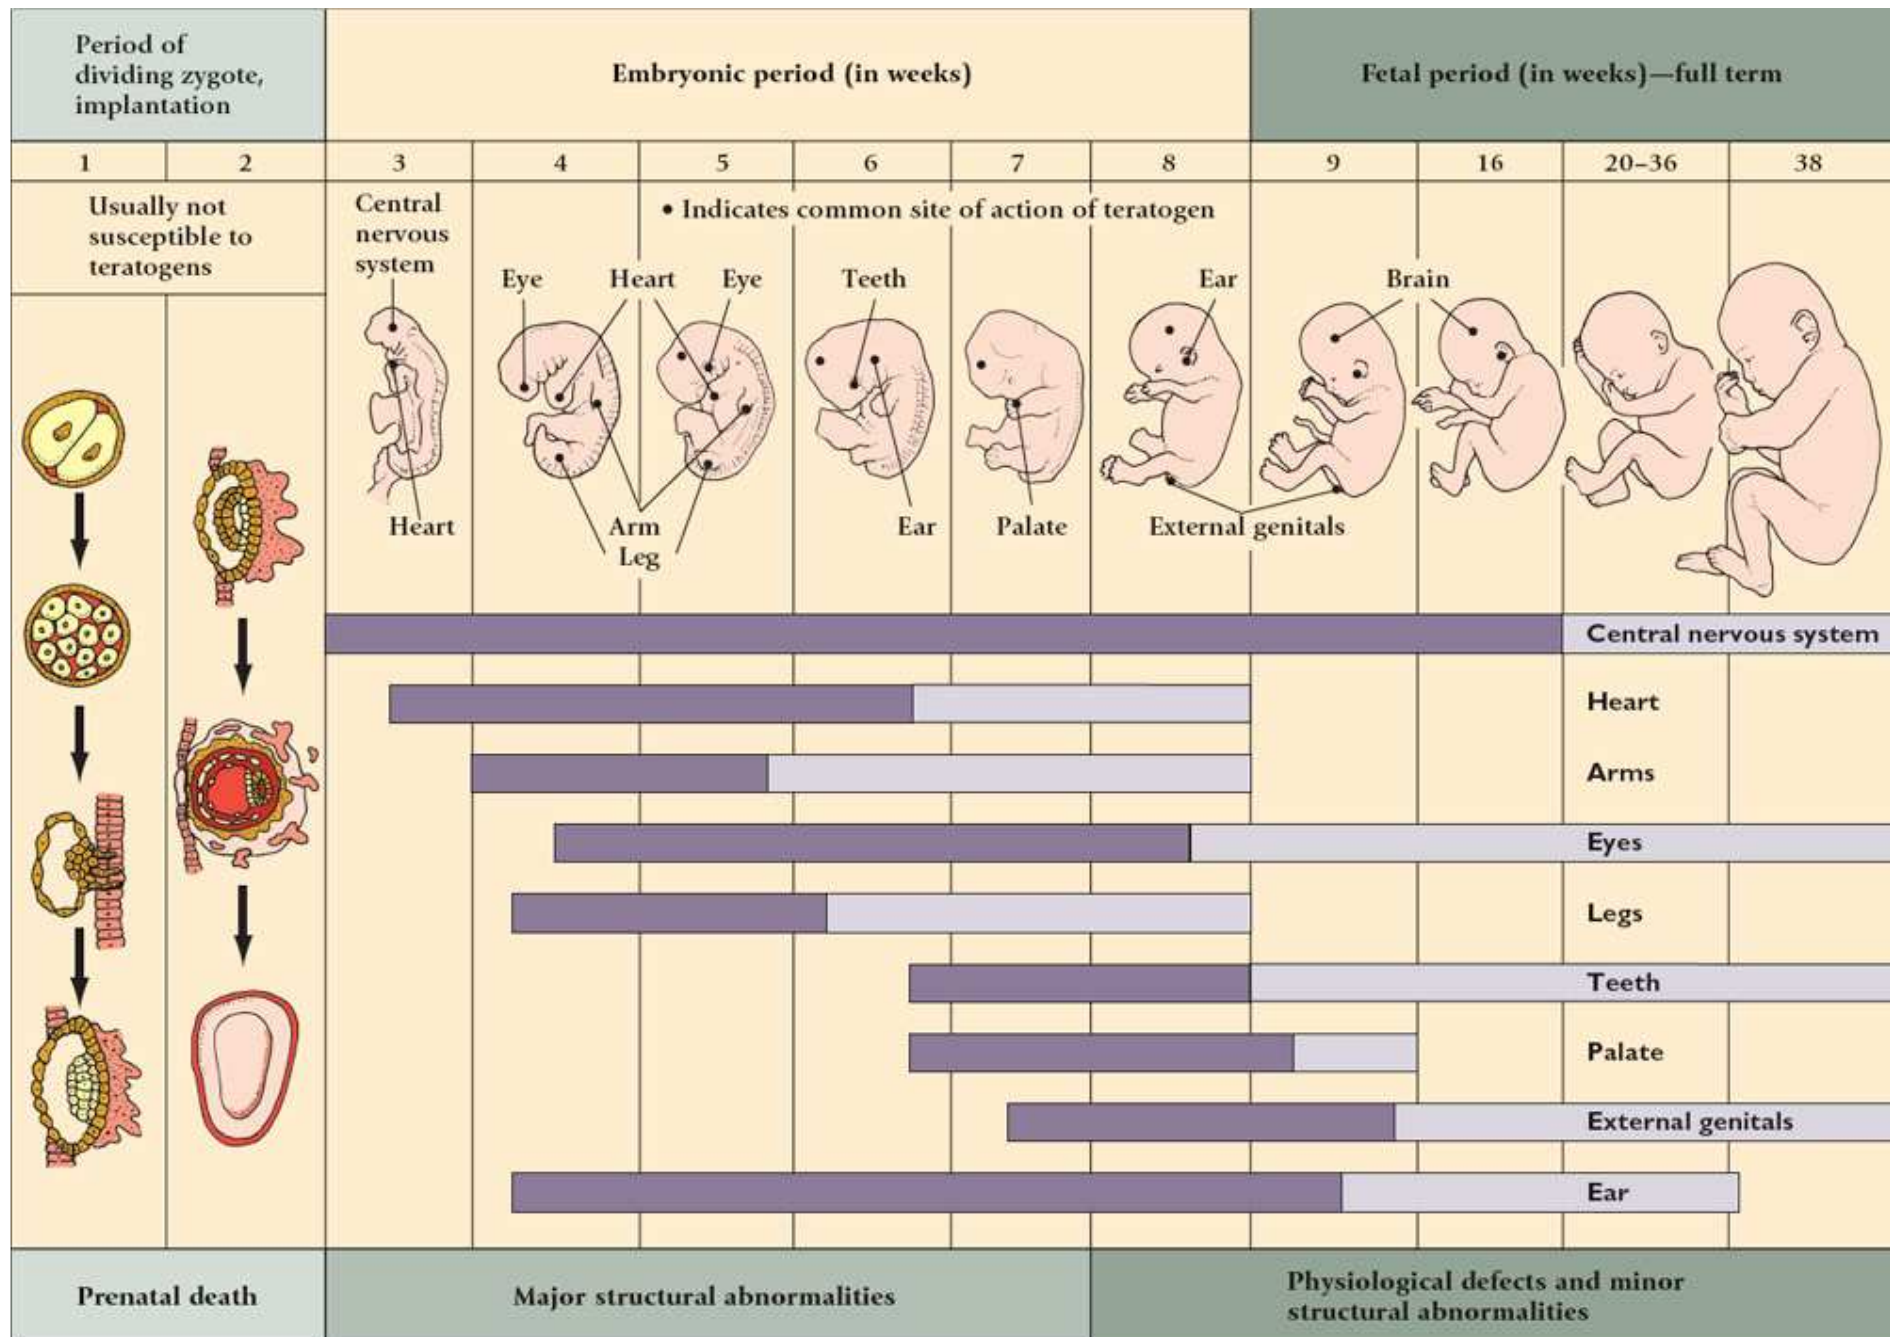 Period of
dividing zygote,
implantation
Embryonic period (in weeks)
Fetal period (in weeks)—full term
1
2
3
4
5
6
7
8
9
16
20–36
38
Usually not
susceptible to
teratogens
Central
nervous
system
• Indicates common site of action of teratogen
Eye
Heart
Eye
Teeth
Ear
Brain
Heart
Arm
Leg
Ear
Palate
External genitals
Central nervous system
Heart
Arms
Eyes
Legs
Teeth
Palate
External genitals
Ear
Prenatal death
Major structural abnormalities
Physiological defects and minor
structural abnormalities